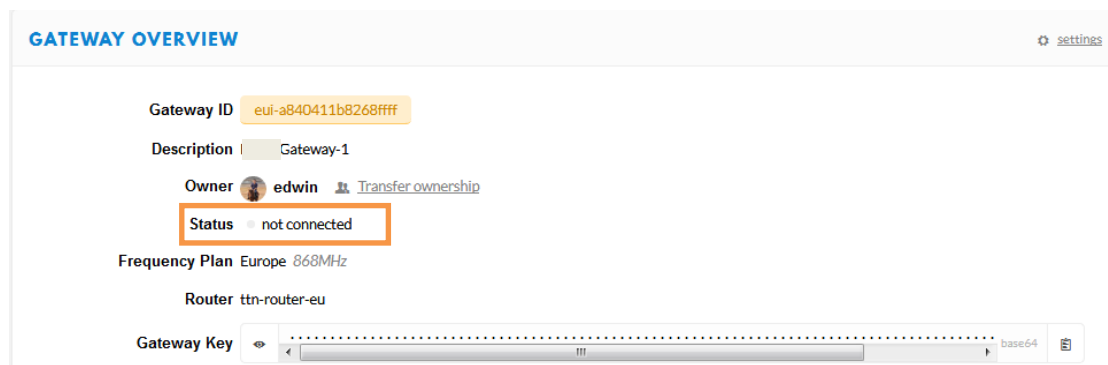 GATEWAY OVERVIEW settings
Gateway ID eui-a840411b8268ffff
Description Gateway-1
Owner edwin Transfer ownership
Status not connected
Frequency Plan Europe 868MHz
Router ttn-router-eu
Gateway Key base64